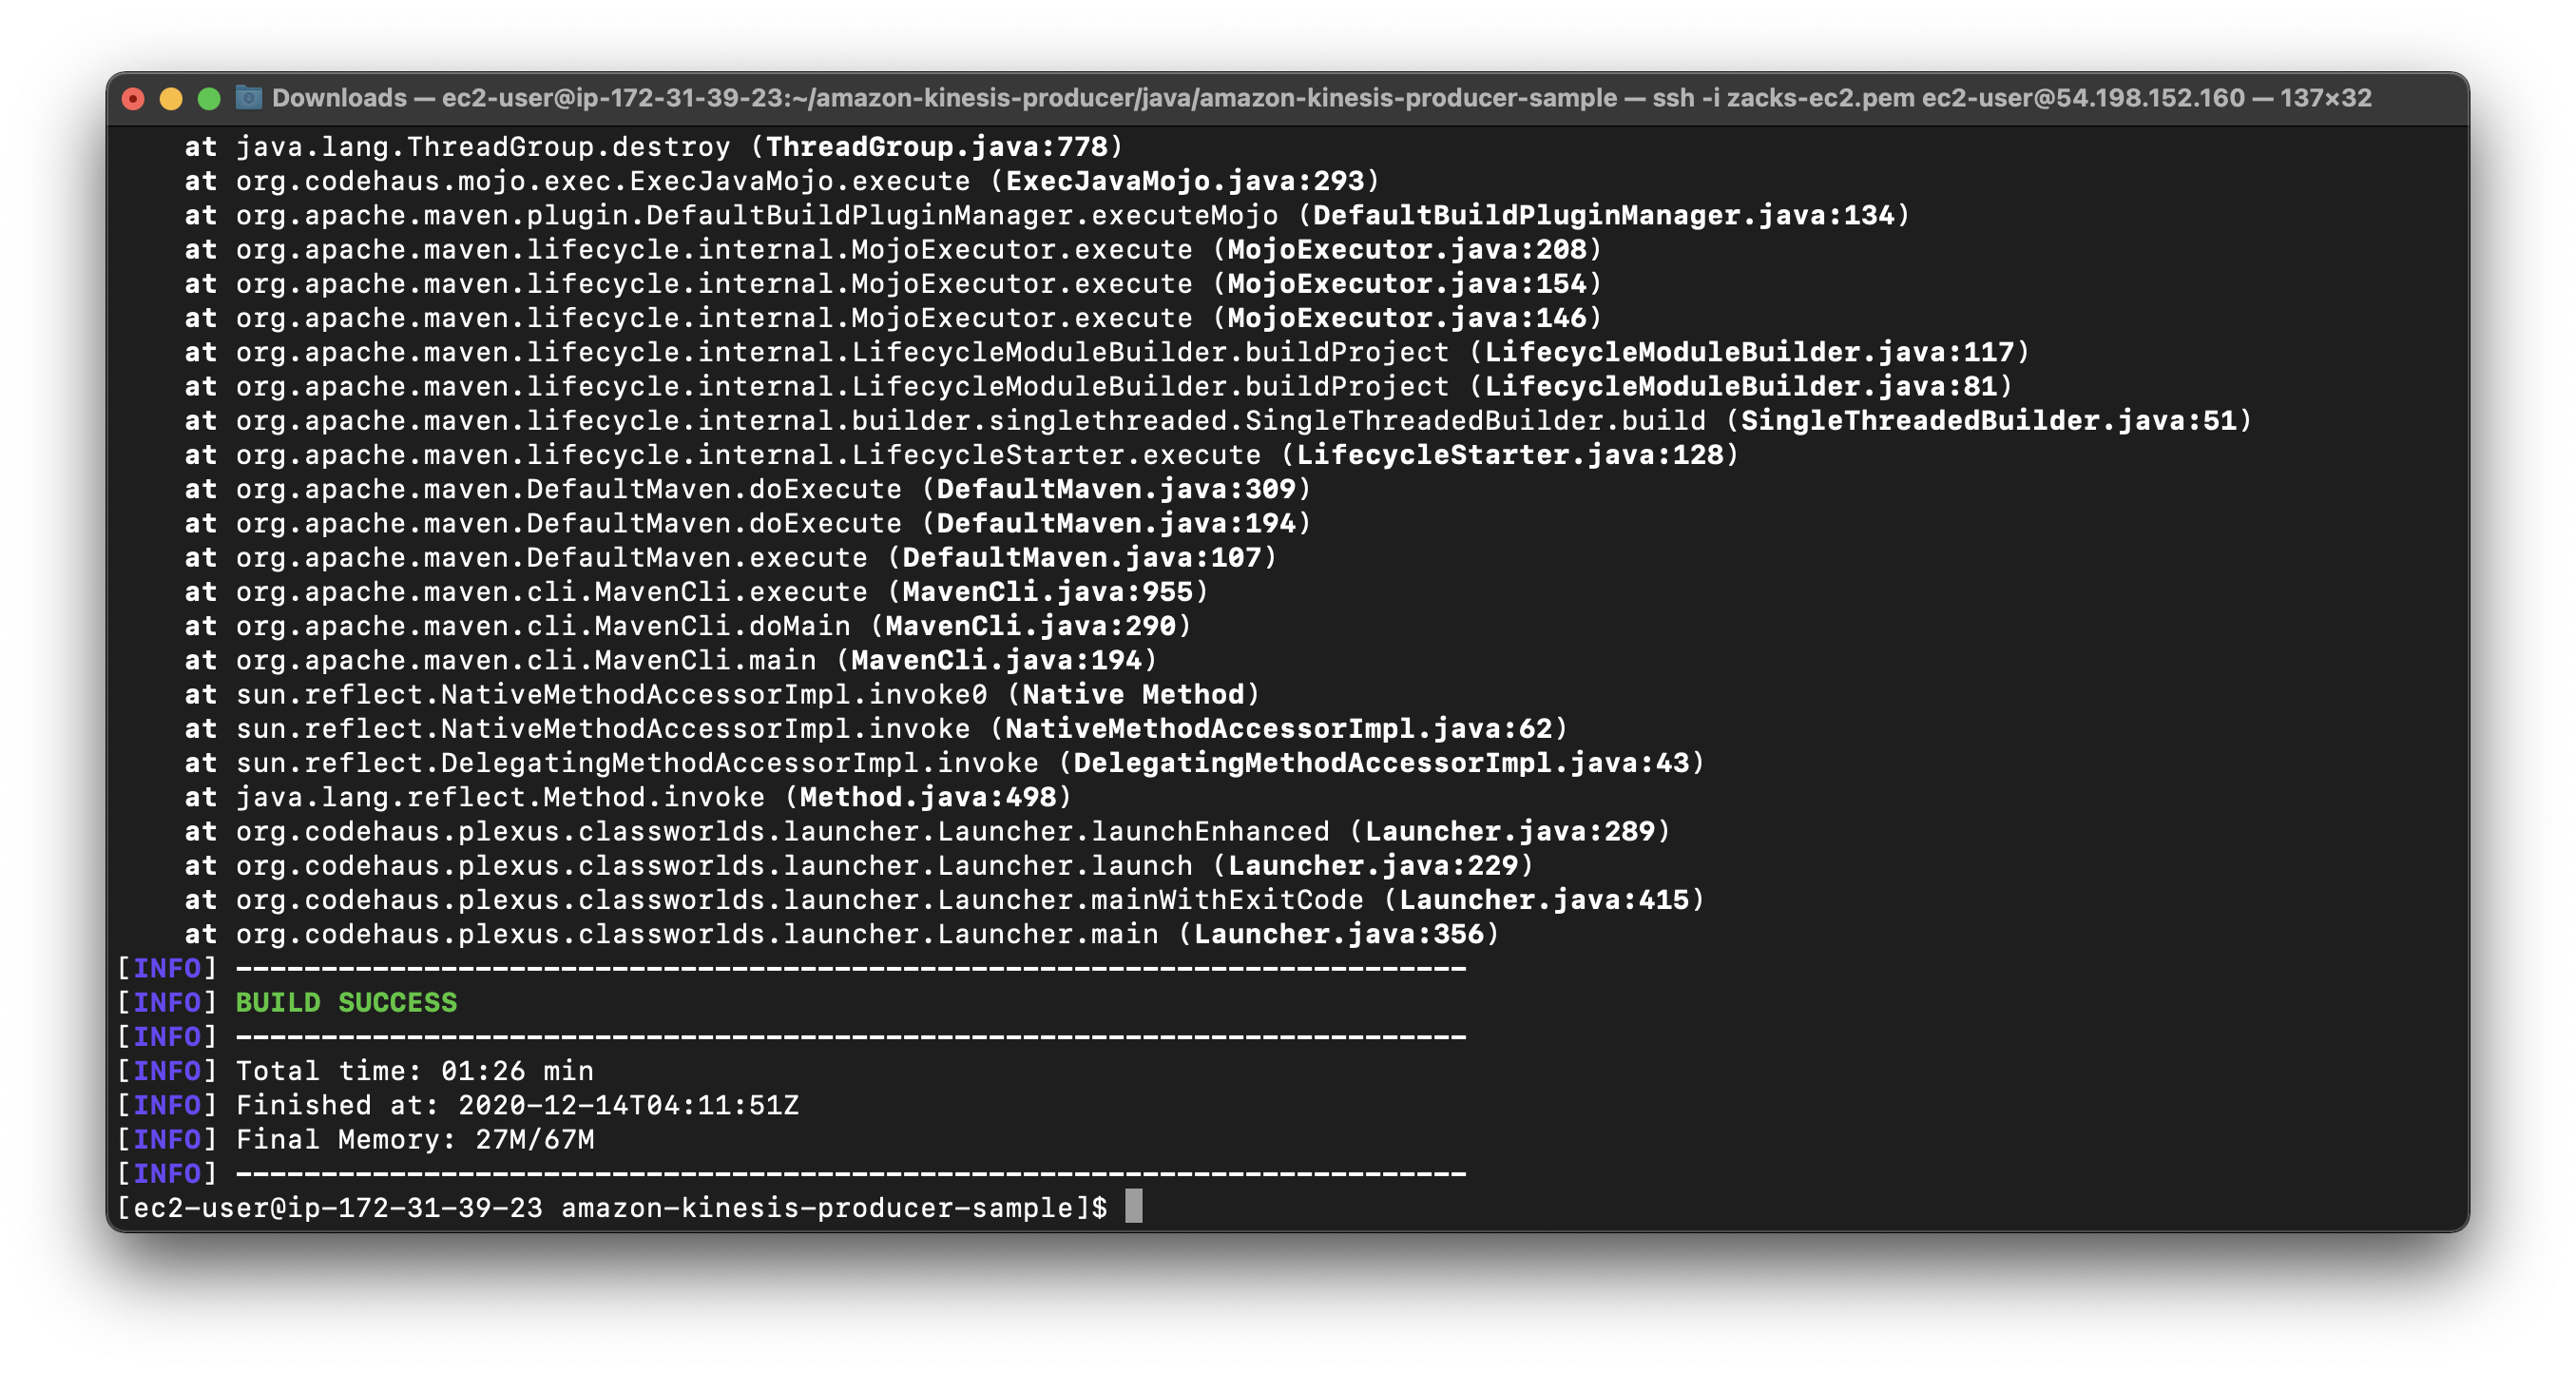 Downloads — ec2-user@ip-172-31-39-23:~/amazon-kinesis-producer/java/amazon-kinesis-producer-sample — ssh -i zacks-ec2.pem ec2-user@54.198.152.160 — 137×32
at java.lang.ThreadGroup.destroy (ThreadGroup.java:778)
at org.codehaus.mojo.exec.ExecJavaMojo.execute (ExecJavaMojo.java:293)
at org.apache.maven.plugin.DefaultBuildPluginManager.executeMojo (DefaultBuildPluginManager.java:134)
at org.apache.maven.lifecycle.internal.MojoExecutor.execute (MojoExecutor.java:208)
at org.apache.maven.lifecycle.internal.MojoExecutor.execute (MojoExecutor.java:154)
at org.apache.maven.lifecycle.internal.MojoExecutor.execute (MojoExecutor.java:146)
at org.apache.maven.lifecycle.internal.LifecycleModuleBuilder.buildProject (LifecycleModuleBuilder.java:117)
at org.apache.maven.lifecycle.internal.LifecycleModuleBuilder.buildProject (LifecycleModuleBuilder.java:81)
at org.apache.maven.lifecycle.internal.builder.singlethreaded.SingleThreadedBuilder.build (SingleThreadedBuilder.java:51)
at org.apache.maven.lifecycle.internal.LifecycleStarter.execute (LifecycleStarter.java:128)
at org.apache.maven.DefaultMaven.doExecute (DefaultMaven.java:309)
at org.apache.maven.DefaultMaven.doExecute (DefaultMaven.java:194)
at org.apache.maven.DefaultMaven.execute (DefaultMaven.java:107)
at org.apache.maven.cli.MavenCli.execute (MavenCli.java:955)
at org.apache.maven.cli.MavenCli.doMain (MavenCli.java:290)
at org.apache.maven.cli.MavenCli.main (MavenCli.java:194)
at sun.reflect.NativeMethodAccessorImpl.invoke0 (Native Method)
at sun.reflect.NativeMethodAccessorImpl.invoke (NativeMethodAccessorImpl.java:62)
at sun.reflect.DelegatingMethodAccessorImpl.invoke (DelegatingMethodAccessorImpl.java:43)
at java.lang.reflect.Method.invoke (Method.java:498)
at org.codehaus.plexus.classworlds.launcher.Launcher.launchEnhanced (Launcher.java:289)
at org.codehaus.plexus.classworlds.launcher.Launcher.launch (Launcher.java:229)
at org.codehaus.plexus.classworlds.launcher.Launcher.mainWithExitCode (Launcher.java:415)
at org.codehaus.plexus.classworlds.launcher.Launcher.main (Launcher.java:356)
[INFO] ------------------------------------------------------------------------
[INFO] BUILD SUCCESS
[INFO] ------------------------------------------------------------------------
[INFO] Total time: 01:26 min
[INFO] Finished at: 2020-12-14T04:11:51Z
[INFO] Final Memory: 27M/67M
[INFO] ------------------------------------------------------------------------
[ec2-user@ip-172-31-39-23 amazon-kinesis-producer-sample]$